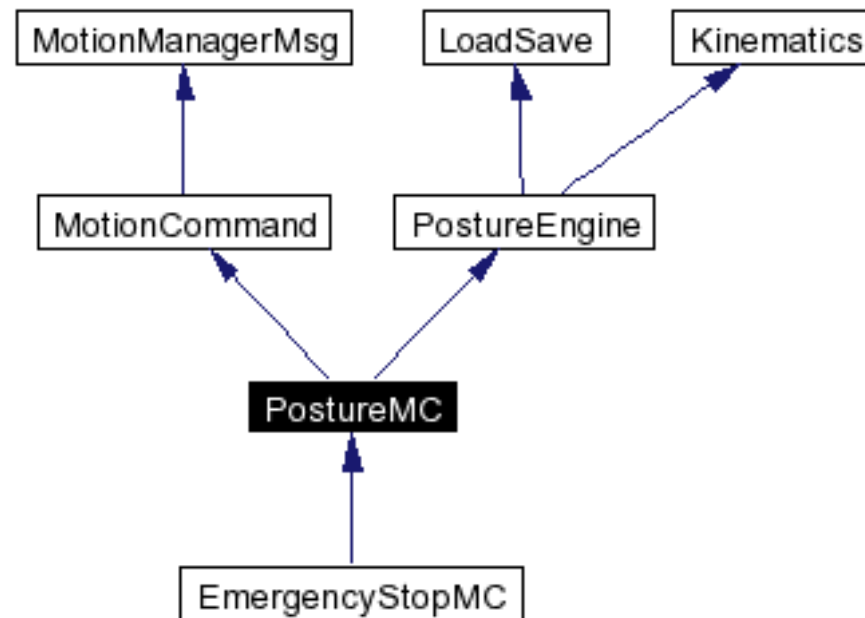 MotionManagerMsg
LoadSave
Kinematics
MotionCommand
PostureEngine
PostureMC
EmergencyStopMC